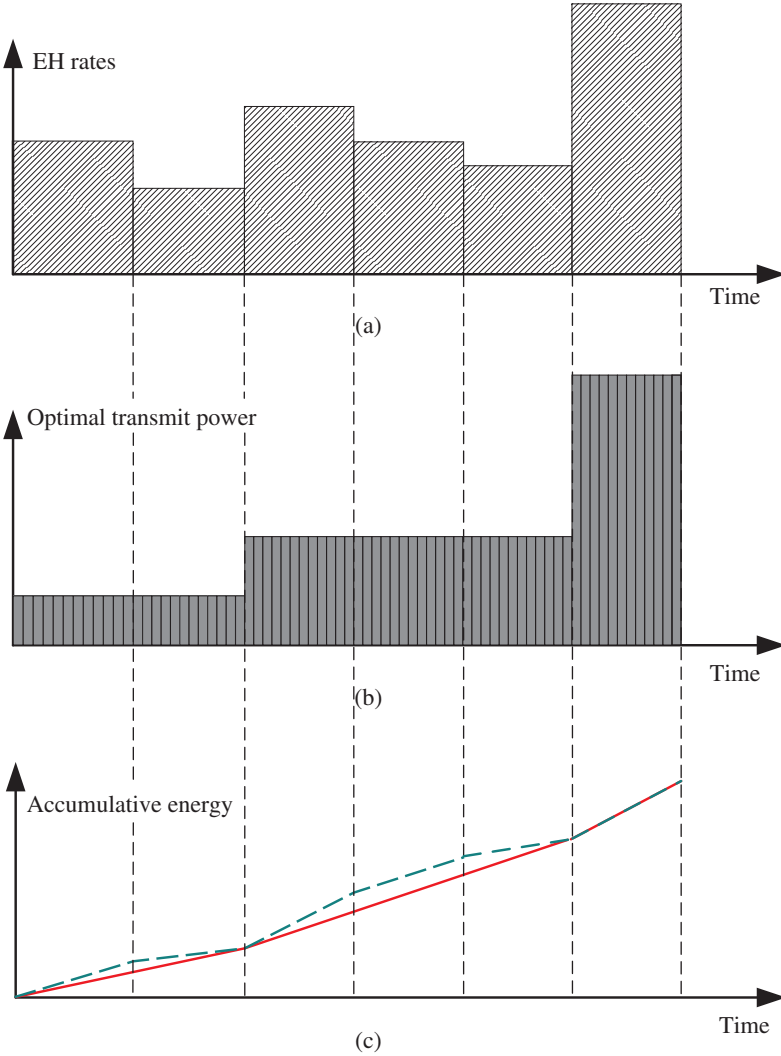 EH rates
Time
(a)
Optimal transmit power
Time
(b)
Accumulative energy
Time
(c)